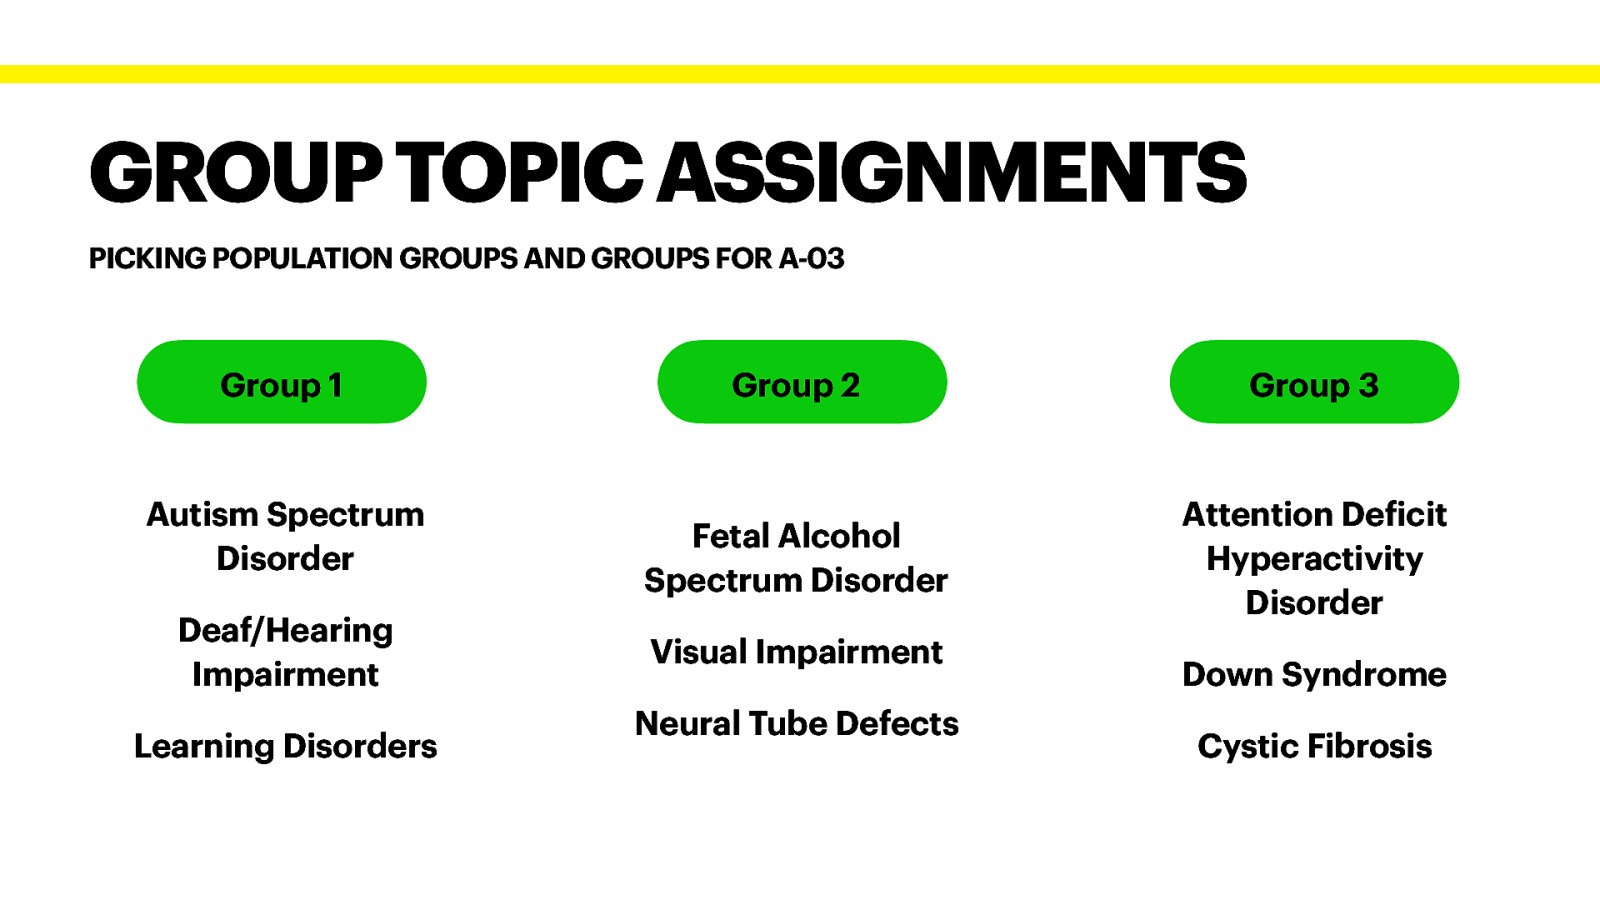 GROUP TOPIC ASSIGNMENTS
PICKING POPULATION GROUPS AND GROUPS FOR A-03
Group 1
Autism Spectrum
Disorder
Deaf/Hearing
Impairment
Learning Disorders
Group 2
Fetal Alcohol
Spectrum Disorder
Visual Impairment
Neural Tube Defects
Group 3
Attention Deficit
Hyperactivity
Disorder
Down Syndrome
Cystic Fibrosis